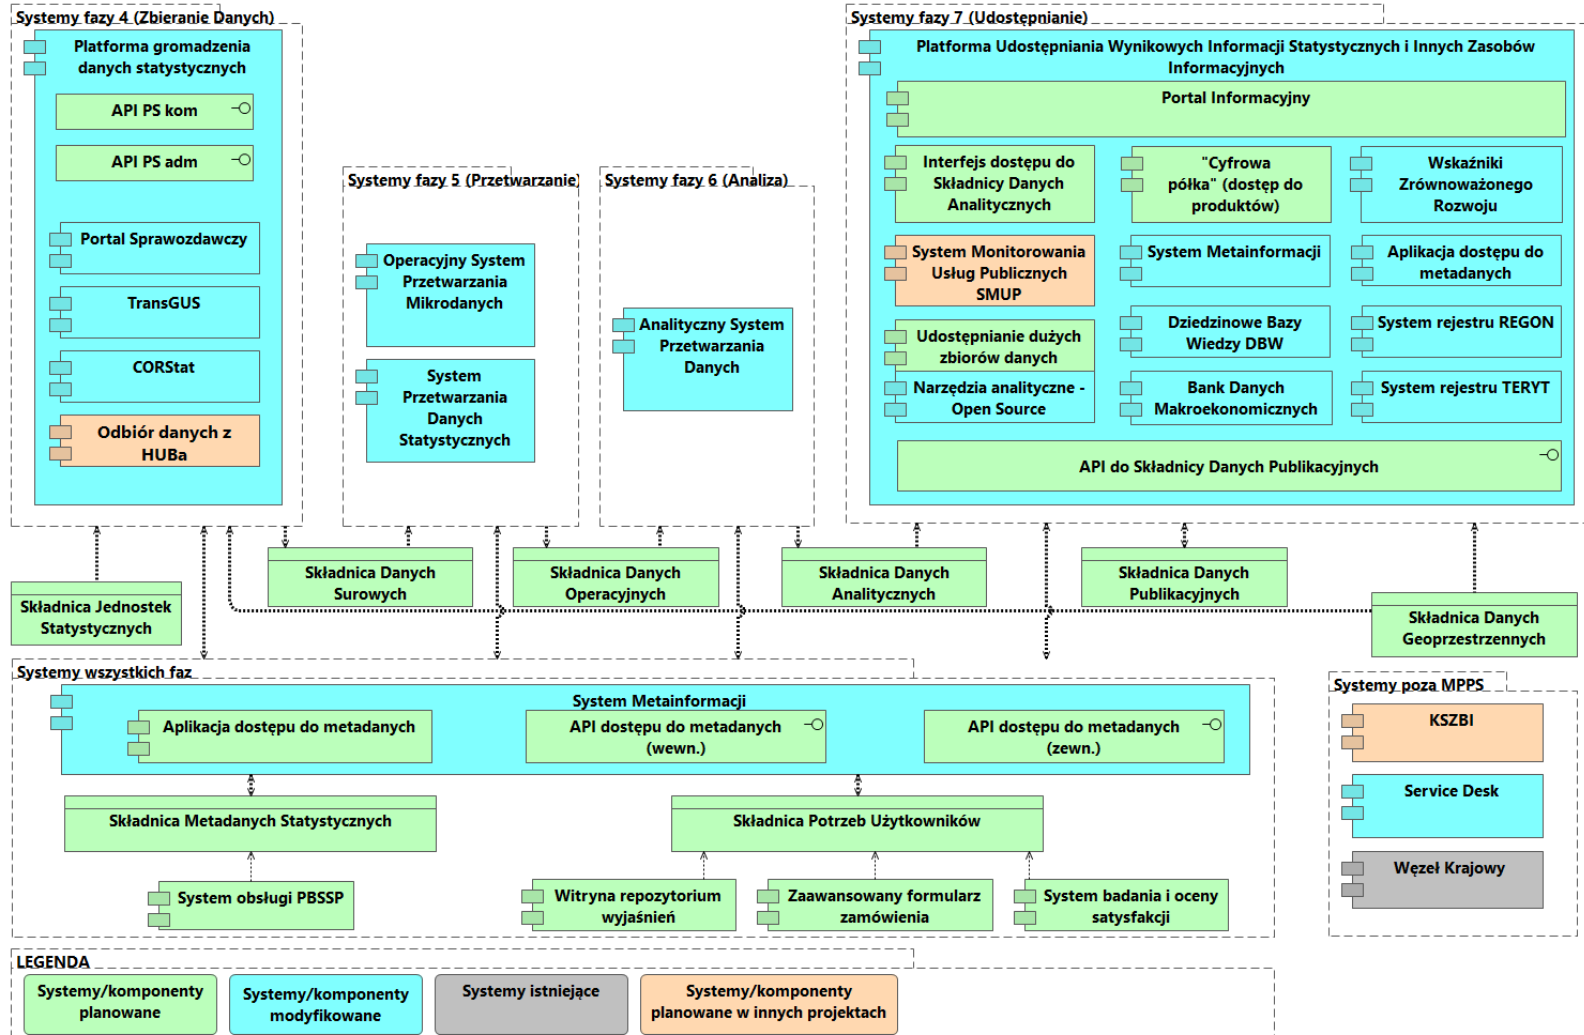 Systemy fazy 4 (Zbieranie Danych)
Platforma gromadzenia
danych statystycznych
API PS kom
API PS adm
Portal Sprawozdawczy
TransGUS
CORStat
Odbiór danych z
HUBa
Systemy fazy 5 (Przetwarzanie)
Operacyjny System
Przetwarzania
Mikrodanych
System
Przetwarzania
Danych
Statystycznych
Systemy fazy 6 (Analiza)
Analityczny System
Przetwarzania
Danych
Systemy fazy 7 (Udostępnianie)
Platforma Udostępniania Wynikowych Informacji Statystycznych i Innych Zasobów
Informacyjnych
Portal Informacyjny
Interfejs dostępu do
Składnicy Danych
Analitycznych
"Cyfrowa
półka" (dostęp do
produktów)
Wskaźniki
Zrównoważonego
Rozwoju
System Monitorowania
Usług Publicznych
SMUP
System Metainformacji
Aplikacja dostępu do
metadanych
Udostępnianie dużych
zbiorów danych
Dziedzinowe Bazy
Wiedzy DBW
System rejestru REGON
Narzędzia analityczne -
Open Source
Bank Danych
Makroekonomicznych
System rejestru TERYT
API do Składnicy Danych Publikacyjnych
Składnica Jednostek
Statystycznych
Składnica Danych
Surowych
Składnica Danych
Operacyjnych
Składnica Danych
Analitycznych
Składnica Danych
Publikacyjnych
Składnica Danych
Geoprzestrzennych
Systemy wszystkich faz
System Metainformacji
Aplikacja dostępu do metadanych
API dostępu do metadanych
(wewn.)
API dostępu do metadanych
(zewn.)
Składnica Metadanych Statystycznych
Składnica Potrzeb Użytkowników
System obsługi PBSSP
Witryna repozytorium
wyjaśnień
Zaawansowany formularz
zamówienia
System badania i oceny
satysfakcji
Systemy poza MPPS
KSZBI
Service Desk
Węzeł Krajowy
LEGENDA
Systemy/komponenty
planowane
Systemy/komponenty
modyfikowane
Systemy istniejące
Systemy/komponenty
planowane w innych projektach